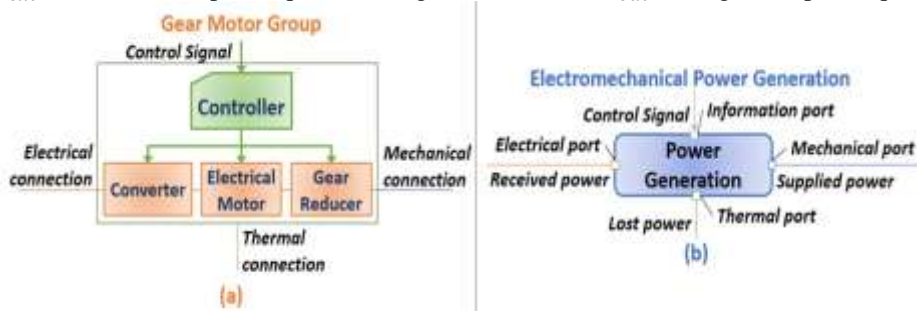 Gear Motor Group
Control Signal
Controller
Electrical
connection
Mechanical
connection
Converter
Electrical
Motor
Gear
Reducer
Thermal
connection
(a)
Electromechanical Power Generation
Control Signal
Information port
Electrical port
Mechanical port
Power
Generation
Received power
Supplied power
Thermal port
Lost power
(b)